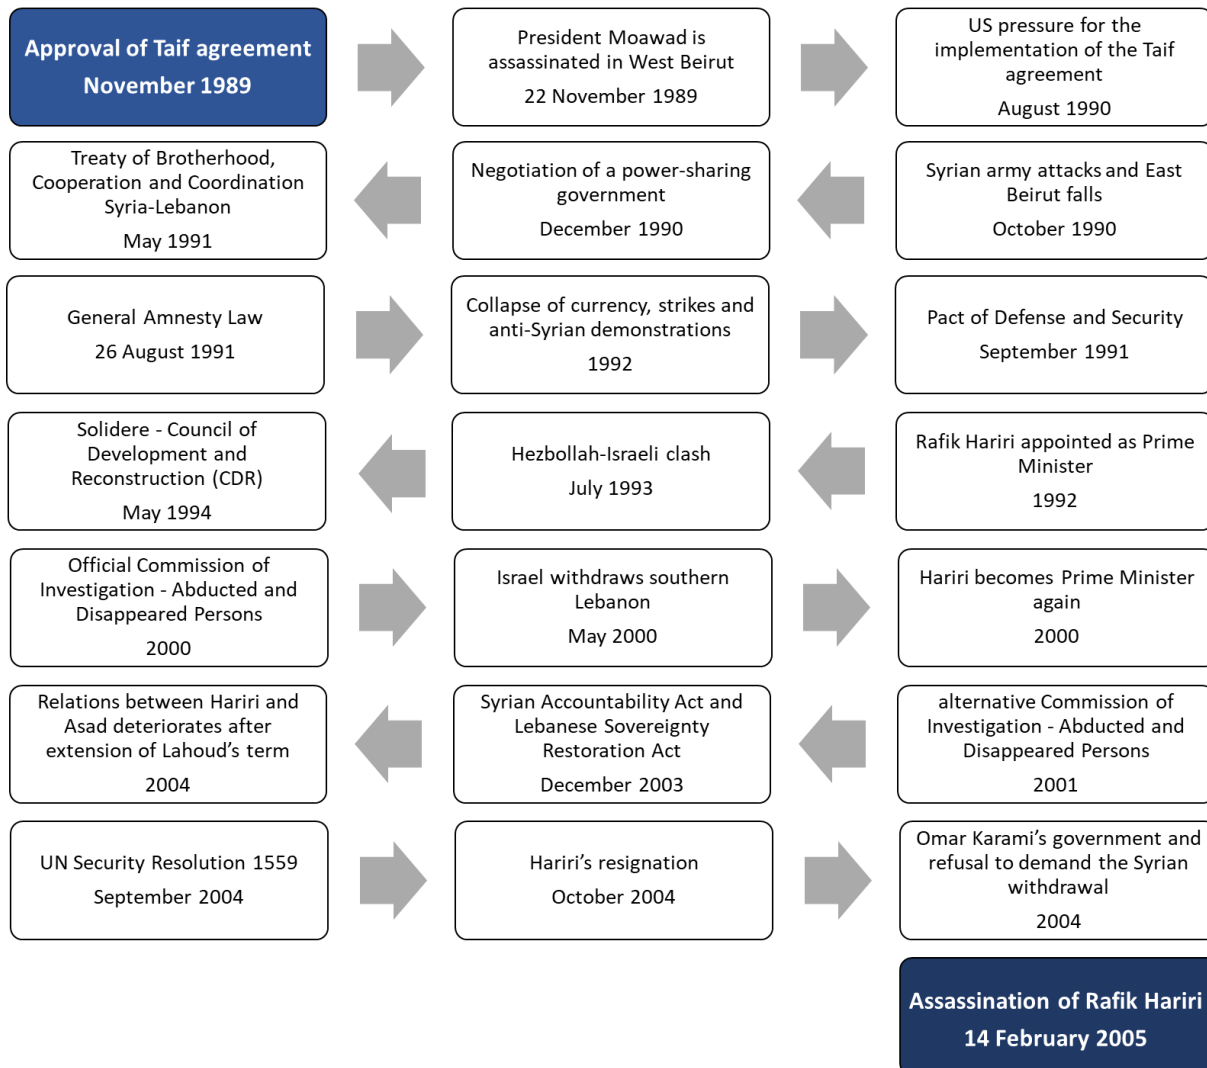 Approval of Taif agreement
November 1989
President Moawad is
assassinated in West Beirut
22 November 1989
US pressure for the
implementation of the Taif
agreement
August 1990
Treaty of Brotherhood,
Cooperation and Coordination
Syria-Lebanon
May 1991
Negotiation of a power-sharing
government
December 1990
Syrian army attacks and East
Beirut falls
October 1990
General Amnesty Law
26 August 1991
Collapse of currency, strikes and
anti-Syrian demonstrations
1992
Pact of Defense and Security
September 1991
Solidere - Council of
Development and
Reconstruction (CDR)
May 1994
Hezbollah-Israeli clash
July 1993
Rafik Hariri appointed as Prime
Minister
1992
Official Commission of
Investigation - Abducted and
Disappeared Persons
2000
Israel withdraws southern
Lebanon
May 2000
Hariri becomes Prime Minister
again
2000
Relations between Hariri and
Asad deteriorates after
extension of Lahoud’s term
2004
Syrian Accountability Act and
Lebanese Sovereignty
Restoration Act
December 2003
alternative Commission of
Investigation - Abducted and
Disappeared Persons
2001
UN Security Resolution 1559
September 2004
Hariri’s resignation
October 2004
Omar Karami’s government and
refusal to demand the Syrian
withdrawal
2004
Assassination of Rafik Hariri
14 February 2005